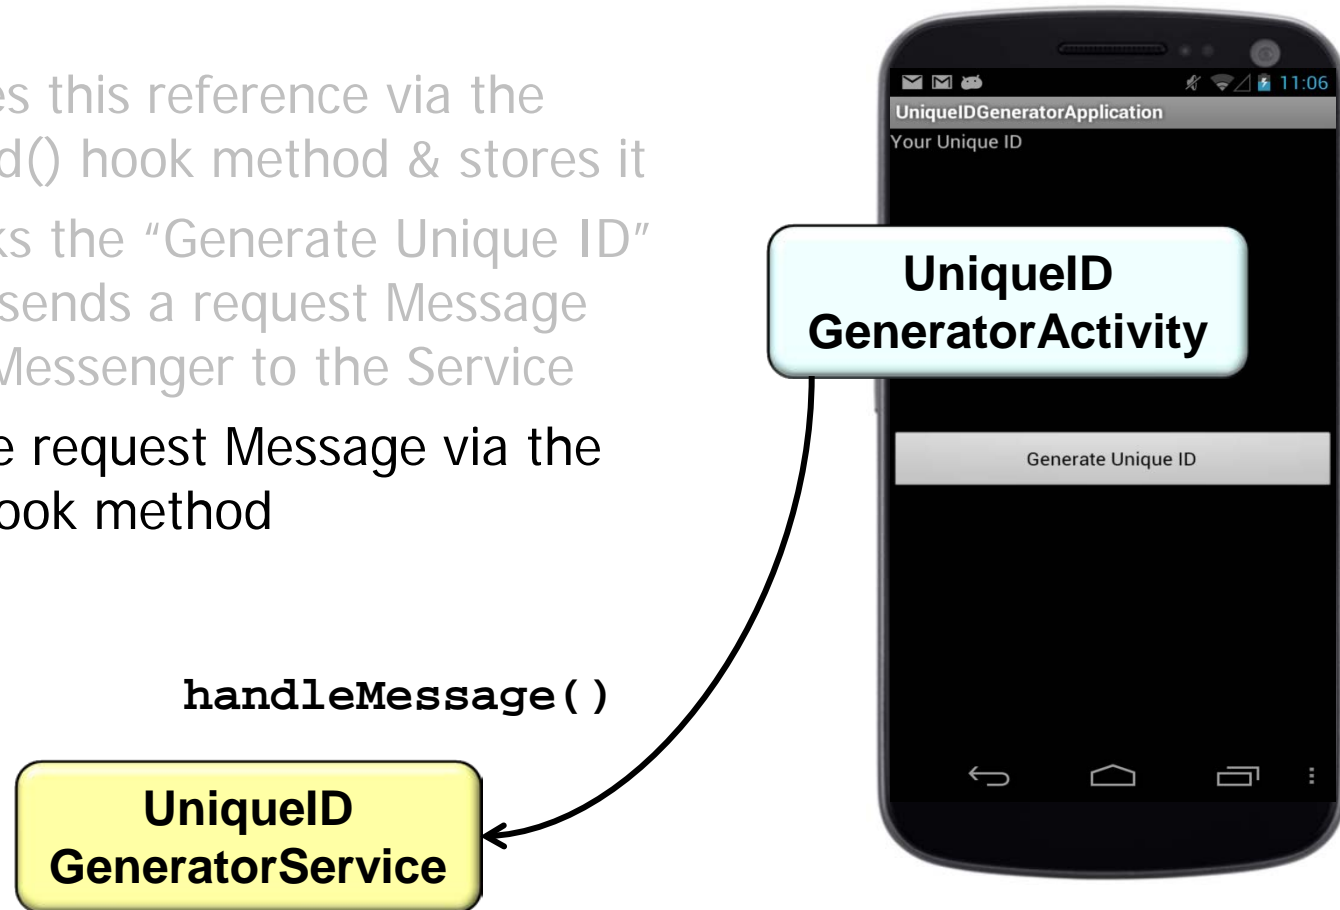 es this reference via the
d() hook method & stores it
ks the “Generate Unique ID”
sends a request Message
Messenger to the Service
e request Message via the
ook method
11:06
UniqueIDGeneratorApplication
Your Unique ID
UniqueID
GeneratorActivity
Generate Unique ID
handleMessage()
UniqueID
GeneratorService